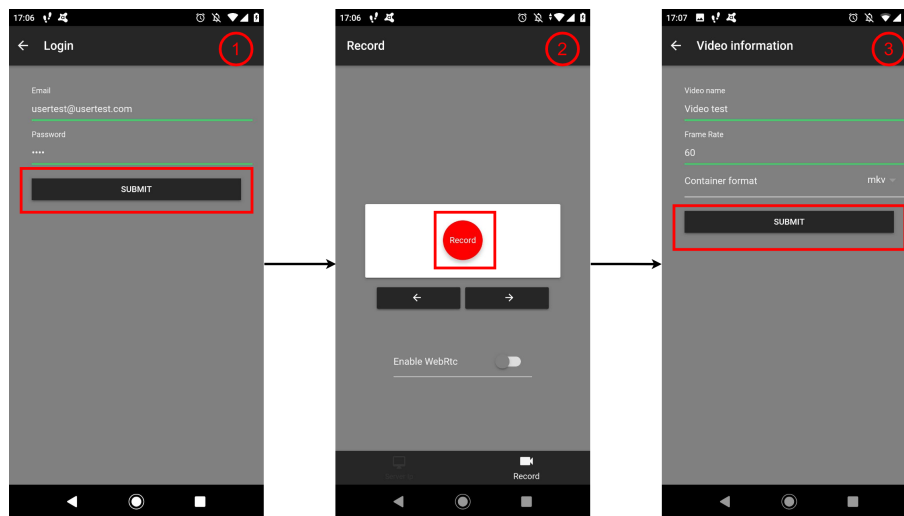 17:06
Login
1
Email
usertest@usertest.com
Password
••••
SUBMIT
17:06
Record
2
Record
Enable WebRtc
Record
17:07
Video information
3
Video name
Video test
Frame Rate
60
Container format mkv
SUBMIT